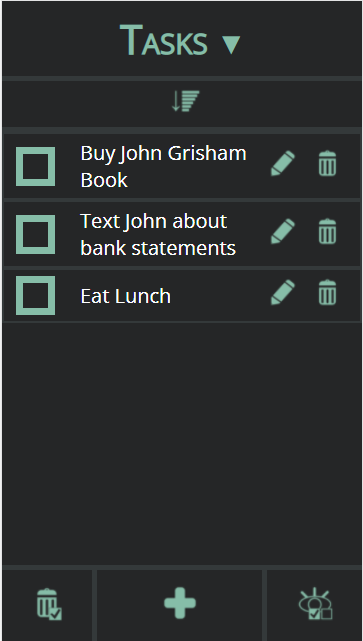 Tasks ▼
Buy John Grisham
Book
Text John about
bank statements
Eat Lunch